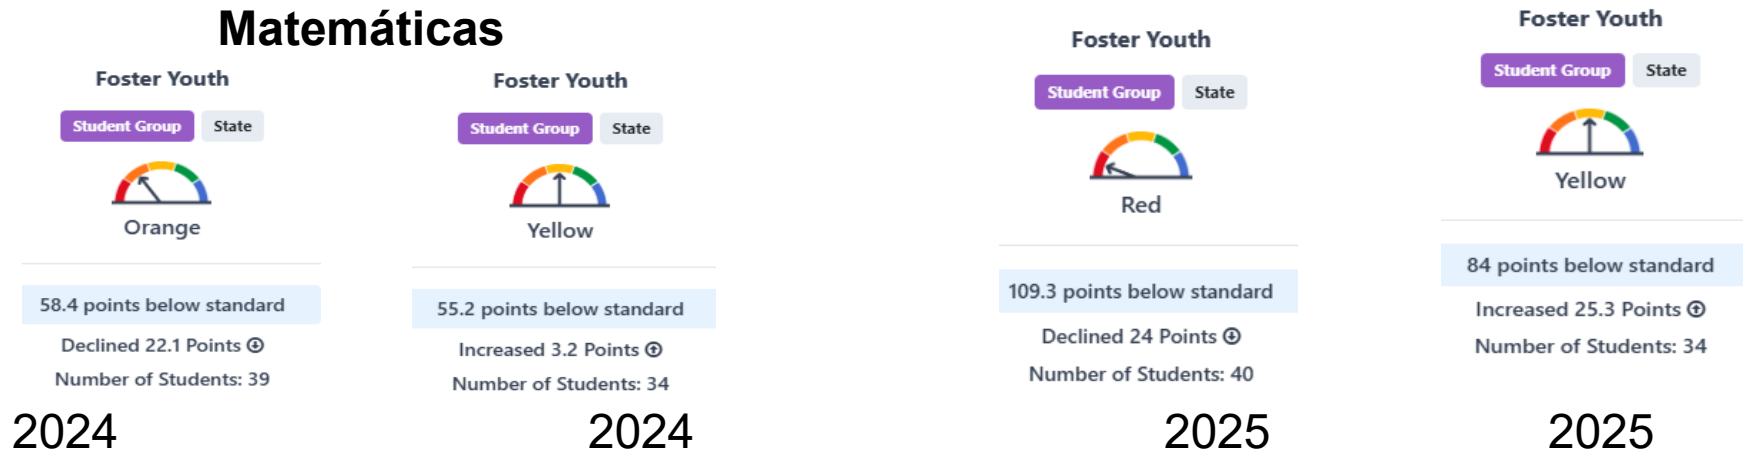 Matemáticas
Foster Youth
Student Group State
Orange
58.4 points below standard
Declined 22.1 Points
Number of Students: 39
2024
Foster Youth
Student Group State
Yellow
55.2 points below standard
Increased 3.2 Points
Number of Students: 34
2024
Foster Youth
Student Group State
Red
109.3 points below standard
Declined 24 Points
Number of Students: 40
2025
Foster Youth
Student Group State
Yellow
84 points below standard
Increased 25.3 Points
Number of Students: 34
2025